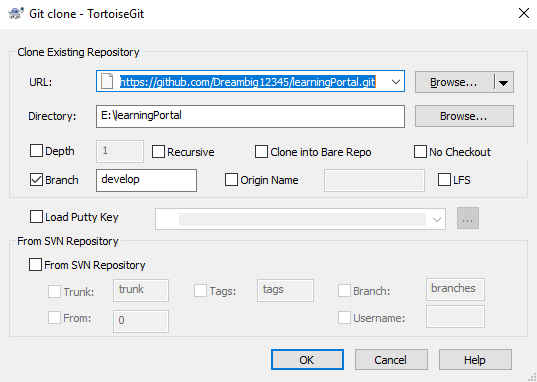 Git clone - TortoiseGit
Clone Existing Repository
URL: https://github.com/Dreambig12345/learningPortal.git Browse...
Directory: E:\learningPortal Browse...
Depth 1 Recursive Clone into Bare Repo No Checkout
Branch develop Origin Name LFS
Load Putty Key ...
From SVN Repository
From SVN Repository
Trunk: trunk Tags: tags Branch: branches
From: 0 Username:
OK Cancel Help